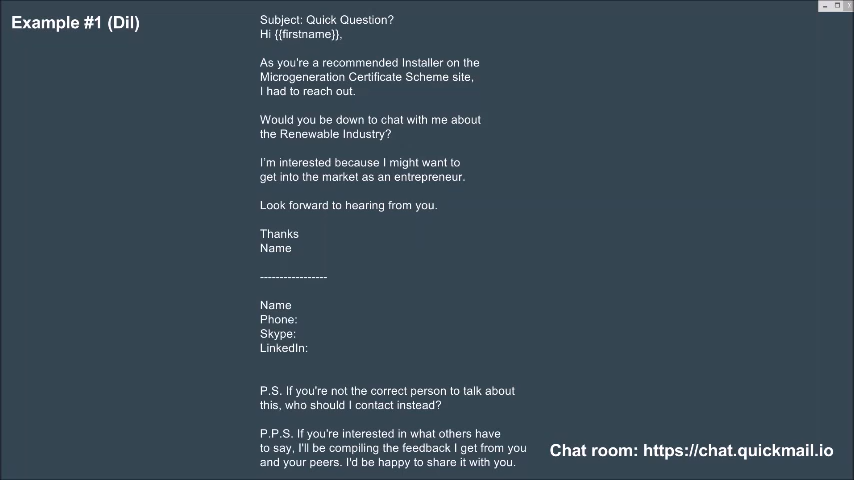 Example #1 (Dil)
Subject: Quick Question?
Hi {{firstname}},
As you're a recommended Installer on the
Microgeneration Certificate Scheme site,
I had to reach out.
Would you be down to chat with me about
the Renewable Industry?
I'm interested because I might want to
get into the market as an entrepreneur.
Look forward to hearing from you.
Thanks
Name
-----------------
Name
Phone:
Skype:
LinkedIn:
P.S. If you're not the correct person to talk about
this, who should I contact instead?
P.P.S. If you're interested in what others have
to say, I'll be compiling the feedback I get from you
and your peers. I'd be happy to share it with you.
Chat room: https://chat.quickmail.io